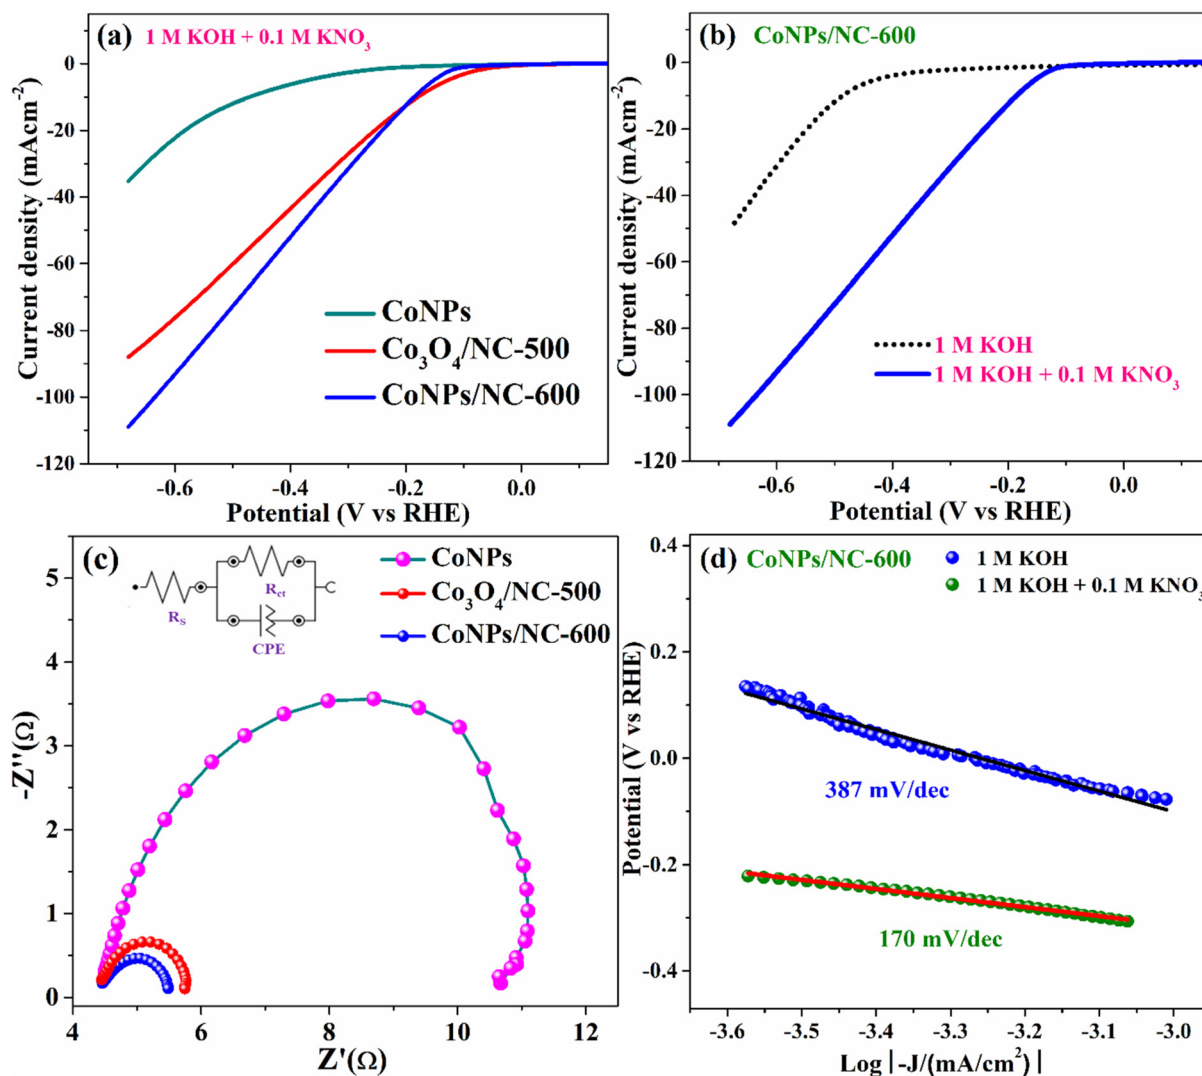 (a)
1 M KOH + 0.1 M KNO₃
0
-20
-40
-60
-80
-100
-120
Current density (mAcm⁻²)
CoNPs
Co₃O₄/NC-500
CoNPs/NC-600
-0.6
-0.4
-0.2
0.0
Potential (V vs RHE)
(b)
CoNPs/NC-600
0
-20
-40
-60
-80
-100
-120
Current density (mAcm⁻²)
1 M KOH
1 M KOH + 0.1 M KNO₃
-0.6
-0.4
-0.2
0.0
Potential (V vs RHE)
(c)
Rₛ
R꜀ₜ
CPE
CoNPs
Co₃O₄/NC-500
CoNPs/NC-600
5
4
3
2
1
0
-Z''(Ω)
4
6
8
10
12
Z'(Ω)
(d)
CoNPs/NC-600
1 M KOH
1 M KOH + 0.1 M KNO₃
0.4
0.2
0.0
-0.2
-0.4
Potential (V vs RHE)
387 mV/dec
170 mV/dec
-3.6
-3.5
-3.4
-3.3
-3.2
-3.1
-3.0
Log |-J/(mA/cm²)|